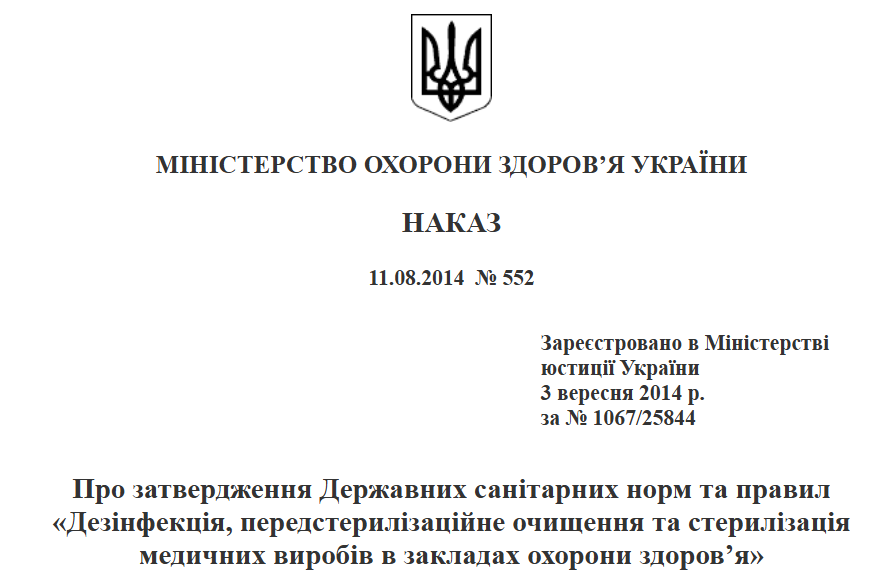 МІНІСТЕРСТВО ОХОРОНИ ЗДОРОВ’Я УКРАЇНИ
НАКАЗ
11.08.2014 № 552
Зареєстровано в Міністерстві
юстиції України
3 вересня 2014 р.
за № 1067/25844
Про затвердження Державних санітарних норм та правил
«Дезінфекція, передстерилізаційне очищення та стерилізація
медичних виробів в закладах охорони здоров’я»